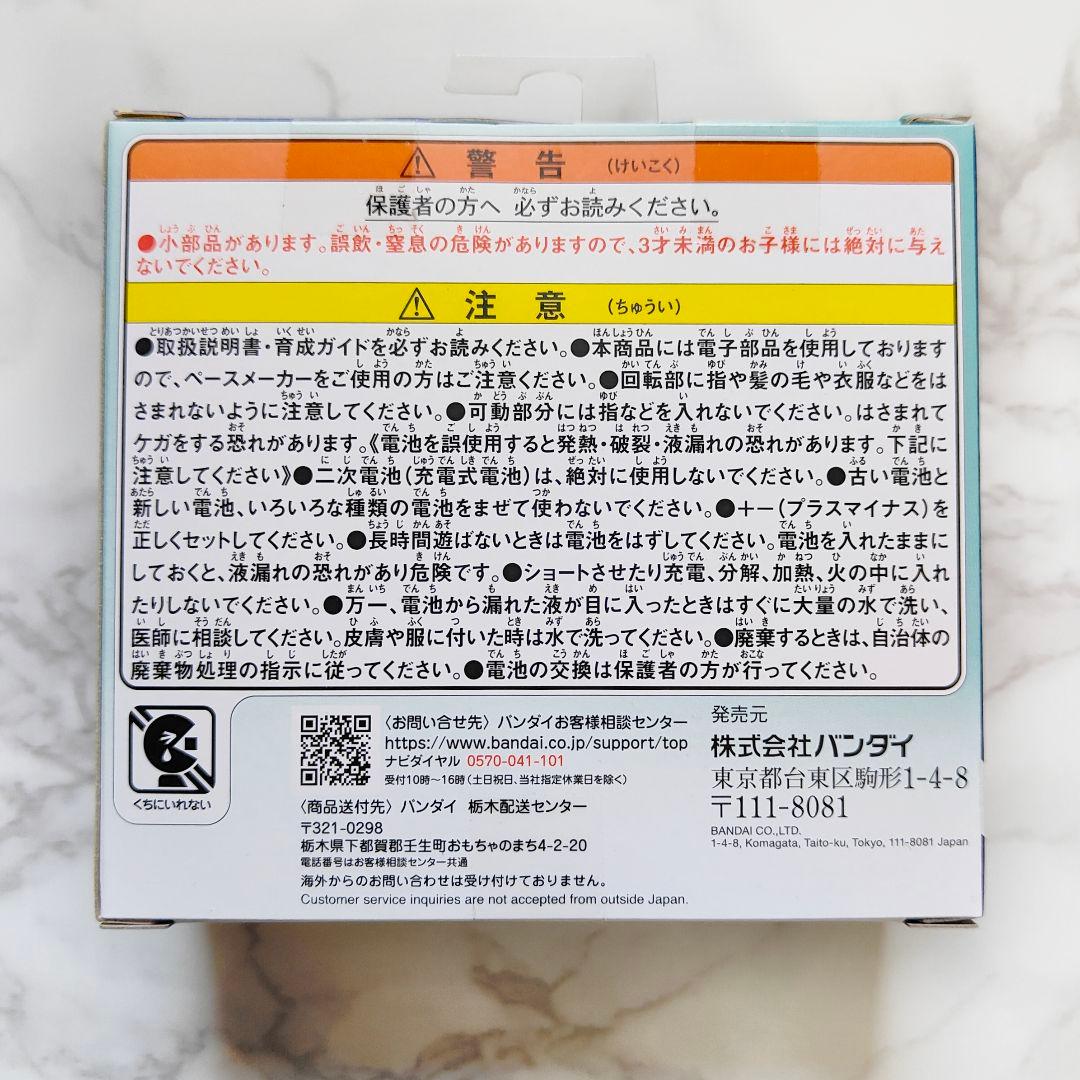 警告 (けいこく)
保護者の方へ 必ずお読みください。
●小部品があります。誤飲・窒息の危険がありますので、3才未満のお子様には絶対に与え
ないでください。
注意 (ちゅうい)
●取扱説明書・育成ガイドを必ずお読みください。●本商品には電子部品を使用しております
ので、ペースメーカーをご使用の方はご注意ください。●回転部に指や髪の毛や衣服などをは
さまれないように注意してください。●可動部分には指などを入れないでください。はさまれて
ケガをする恐れがあります。《電池を誤使用すると発熱・破裂・液漏れの恐れがあります。下記に
注意してください》●二次電池(充電式電池)は、絶対に使用しないでください。●古い電池と
新しい電池、いろいろな種類の電池をまぜて使わないでください。●+ー(プラスマイナス)を
正しくセットしてください。●長時間遊ばないときは電池をはずしてください。電池を入れたままに
しておくと、液漏れの恐れがあり危険です。●ショートさせたり充電、分解、加熱、火の中に入れ
たりしないでください。●万一、電池から漏れた液が目に入ったときはすぐに大量の水で洗い、
医師に相談してください。皮膚や服に付いた時は水で洗ってください。●廃棄するときは、自治体の
廃棄物処理の指示に従ってください。●電池の交換は保護者の方が行ってください。
くちにいれない
〈お問い合せ先〉バンダイお客様相談センター
https://www.bandai.co.jp/support/top
ナビダイヤル 0570-041-101
受付10時〜16時(土日祝日、当社指定休業日を除く)
〈商品送付先〉バンダイ 栃木配送センター
〒321-0298
栃木県下都賀郡壬生町おもちゃのまち4-2-20
電話番号はお客様相談センター共通
海外からのお問い合わせは受け付けておりません。
Customer service inquiries are not accepted from outside Japan.
発売元
株式会社バンダイ
東京都台東区駒形1-4-8
〒111-8081
BANDAI CO.,LTD.
1-4-8, Komagata, Taito-ku, Tokyo, 111-8081 Japan